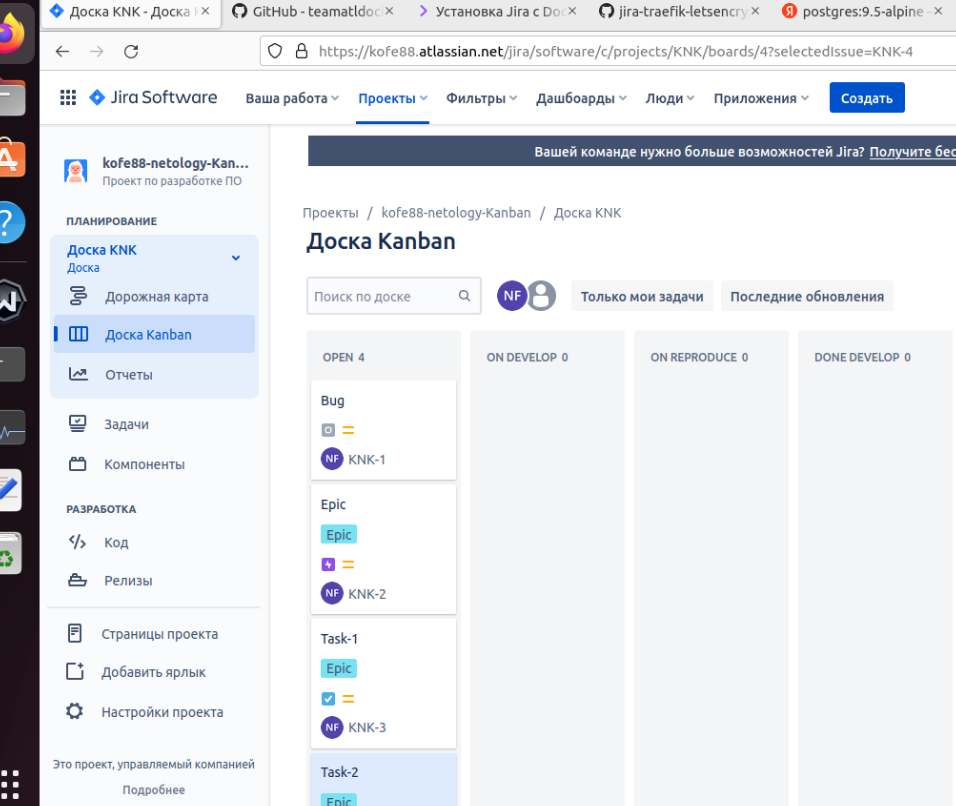 Доска KNK - Доска
GitHub - teamatldoc
Установка Jira с Doc
jira-traefik-letsencry
postgres:9.5-alpine -
https://kofe88.atlassian.net/jira/software/c/projects/KNK/boards/4?selectedIssue=KNK-4
Jira Software
Ваша работа
Проекты
Фильтры
Дашбоарды
Люди
Приложения
Создать
kofe88-netology-Kan...
Проект по разработке ПО
ПЛАНИРОВАНИЕ
Доска KNK
Доска
Дорожная карта
Доска Kanban
Отчеты
Задачи
Компоненты
РАЗРАБОТКА
Код
Релизы
Страницы проекта
Добавить ярлык
Настройки проекта
Это проект, управляемый компанией
Подробнее
Вашей команде нужно больше возможностей Jira? Получите бес
Проекты / kofe88-netology-Kanban / Доска KNK
Доска Kanban
Поиск по доске
NF
Только мои задачи
Последние обновления
OPEN 4
ON DEVELOP 0
ON REPRODUCE 0
DONE DEVELOP 0
Bug
NF KNK-1
Epic
Epic
NF KNK-2
Task-1
Epic
NF KNK-3
Task-2
Epic